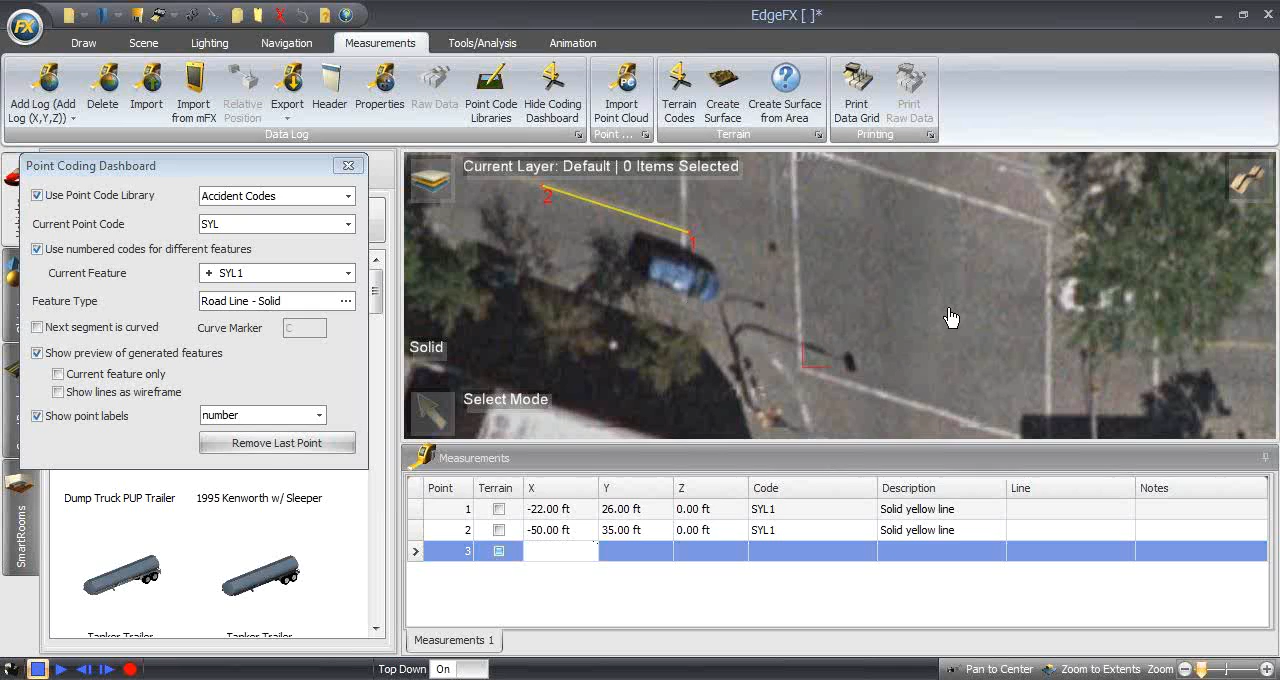 FX
EdgeFX [ ]*
Draw Scene Lighting Navigation Measurements Tools/Analysis Animation
Add Log (Add Log (X,Y,Z))
Delete
Import
Import from mFX
Relative Position
Export
Header
Properties
Raw Data
Point Code Libraries
Hide Coding Dashboard
PC
Import Point Cloud
Terrain Codes
Create Surface
Create Surface from Area
Print Data Grid
Print Raw Data
Data Log
Point ...
Terrain
Printing
Point Coding Dashboard
Use Point Code Library Accident Codes
Current Point Code SYL
Use numbered codes for different features
Current Feature + SYL1
Feature Type Road Line - Solid ...
Next segment is curved Curve Marker C
Show preview of generated features
Current feature only
Show lines as wireframe
Show point labels number
Remove Last Point
Dump Truck PUP Trailer 1995 Kenworth w/ Sleeper
Tanker Trailer Tanker Trailer
SmartRooms
Current Layer: Default | 0 Items Selected
2
1
Solid
Select Mode
Measurements
Point Terrain X Y Z Code Description Line Notes
1 -22.00 ft 26.00 ft 0.00 ft SYL1 Solid yellow line
2 -50.00 ft 35.00 ft 0.00 ft SYL1 Solid yellow line
3
Measurements 1
Top Down On
Pan to Center Zoom to Extents Zoom